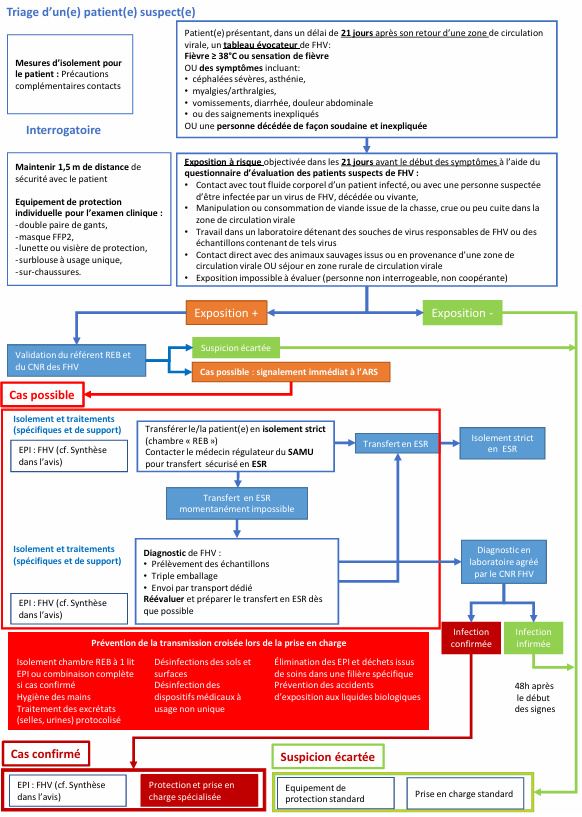 Triage d'un(e) patient(e) suspect(e)
Mesures d'isolement pour
le patient : Précautions
complémentaires contacts
Patient(e) présentant, dans un délai de 21 jours après son retour d'une zone de circulation
virale, un tableau évocateur de FHV:
Fièvre ≥ 38°C ou sensation de fièvre
OU des symptômes incluant:
• céphalées sévères, asthénie,
• myalgies/arthralgies,
• vomissements, diarrhée, douleur abdominale
• ou des saignements inexpliqués
OU une personne décédée de façon soudaine et inexpliquée
Interrogatoire
Maintenir 1,5 m de distance de
sécurité avec le patient
Equipement de protection
individuelle pour l'examen clinique :
-double paire de gants,
-masque FFP2,
-lunette ou visière de protection,
-surblouse à usage unique,
-sur-chaussures.
Exposition à risque objectivée dans les 21 jours avant le début des symptômes à l'aide du
questionnaire d'évaluation des patients suspects de FHV :
• Contact avec tout fluide corporel d'un patient infecté, ou avec une personne suspectée
d'être infectée par un virus de FHV, décédée ou vivante,
• Manipulation ou consommation de viande issue de la chasse, crue ou peu cuite dans la
zone de circulation virale
• Travail dans un laboratoire détenant des souches de virus responsables de FHV ou des
échantillons contenant de tels virus
• Contact direct avec des animaux sauvages issus ou en provenance d'une zone de
circulation virale OU séjour en zone rurale de circulation virale
• Exposition impossible à évaluer (personne non interrogeable, non coopérante)
Exposition +
Exposition -
Validation du référent REB et
du CNR des FHV
Suspicion écartée
Cas possible : signalement immédiat à l'ARS
Cas possible
Isolement et traitements
(spécifiques et de support)
EPI : FHV (cf. Synthèse
dans l'avis)
Transférer le/la patient(e) en isolement strict
(chambre « REB »)
Contacter le médecin régulateur du SAMU
pour transfert sécurisé en ESR
Transfert en ESR
Isolement strict
en ESR
Transfert en ESR
momentanément impossible
Isolement et traitements
(spécifiques et de support)
EPI : FHV (cf. Synthèse
dans l'avis)
Diagnostic de FHV :
• Prélèvement des échantillons
• Triple emballage
• Envoi par transport dédié
Réévaluer et préparer le transfert en ESR dès
que possible
Diagnostic en
laboratoire agréé
par le CNR FHV
Infection
confirmée
Infection
infirmée
Prévention de la transmission croisée lors de la prise en charge
Isolement chambre REB à 1 lit
EPI ou combinaison complète
si cas confirmé
Hygiène des mains
Traitement des excrétats
(selles, urines) protocolisé
Désinfections des sols et
surfaces
Désinfection des
dispositifs médicaux à
usage non unique
Élimination des EPI et déchets issus
de soins dans une filière spécifique
Prévention des accidents
d'exposition aux liquides biologiques
48h après
le début
des signes
Cas confirmé
EPI : FHV (cf. Synthèse
dans l'avis)
Protection et prise en
charge spécialisée
Suspicion écartée
Equipement de
protection standard
Prise en charge standard